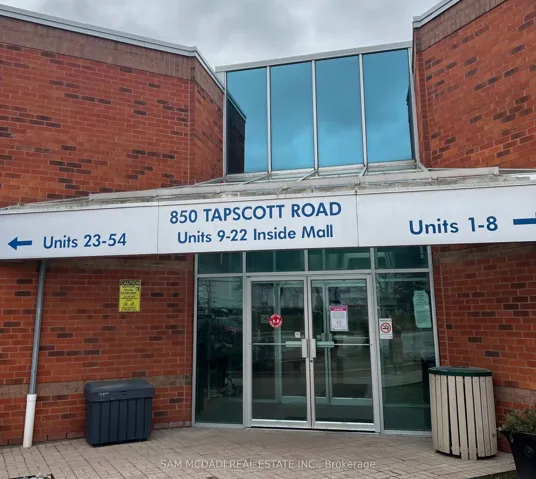 850 TAPSCOTT ROAD
← Units 23-54
Units 9-22 Inside Mall
Units 1-8 →
CAUTION
SAM MCDADI REAL ESTATE INC., Brokerage